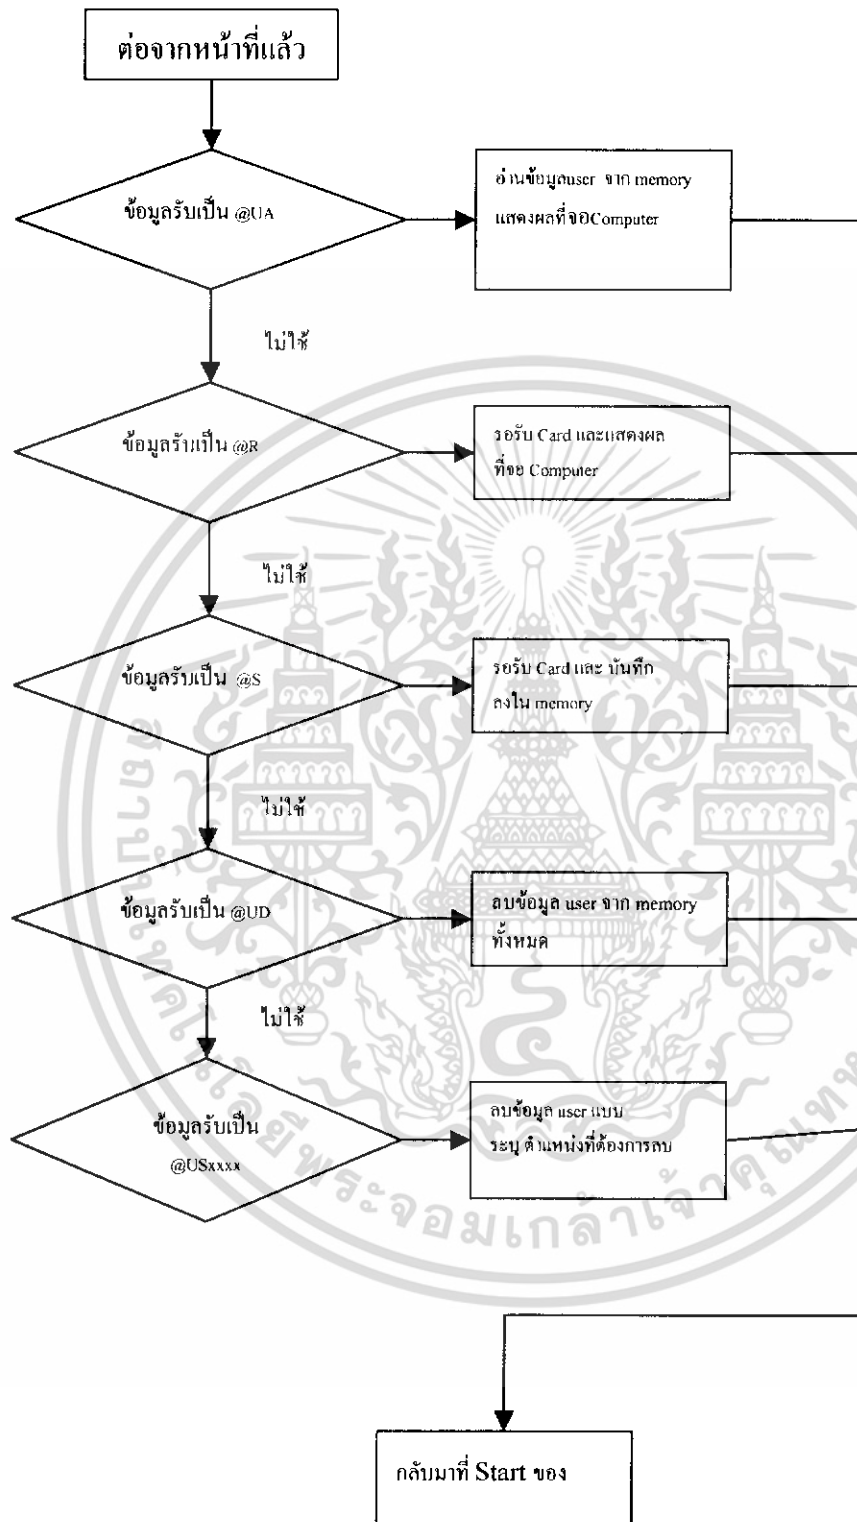 ต่อจากหน้าที่แล้ว
ข้อมูลรับเป็น @UA
อ่านข้อมูลuser จาก memory
แสดงผลที่จอComputer
ไม่ใช้
ข้อมูลรับเป็น @R
รอรับ Card และแสดงผล
ที่จอ Computer
ไม่ใช้
ข้อมูลรับเป็น @S
รอรับ Card และ บันทึก
ลงใน memory
ไม่ใช้
ข้อมูลรับเป็น @UD
ลบข้อมูล user จาก memory
ทั้งหมด
ไม่ใช้
ข้อมูลรับเป็น
@USxxxx
ลบข้อมูล user แบบ
ระบุ ตำแหน่งที่ต้องการลบ
กลับมาที่ Start ของ